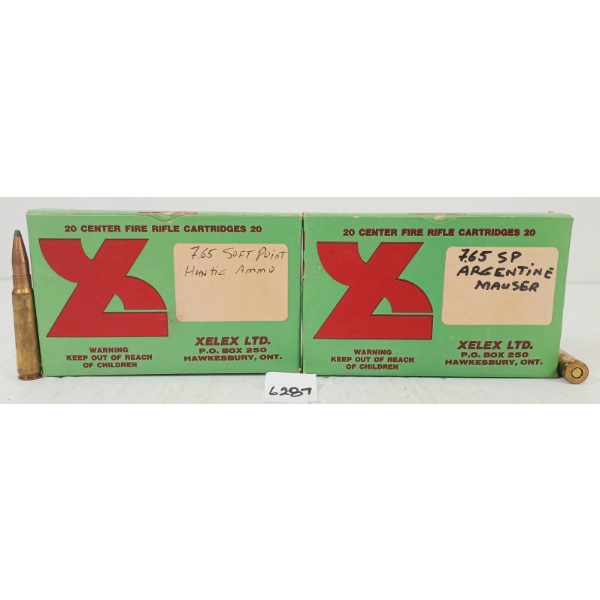 20 CENTER FIRE RIFLE CARTRIDGES 20
7.65 SOFT POINT
HUNTIC AMMO
XELEX LTD.
P.O. BOX 250
HAWKESBURY, ONT.
WARNING
KEEP OUT OF REACH
OF CHILDREN
20 CENTER FIRE RIFLE CARTRIDGES 20
7.65 SP
ARGENTINE
MAUSER
XELEX LTD.
P.O. BOX 250
HAWKESBURY, ONT.
WARNING
KEEP OUT OF REACH
OF CHILDREN
6287